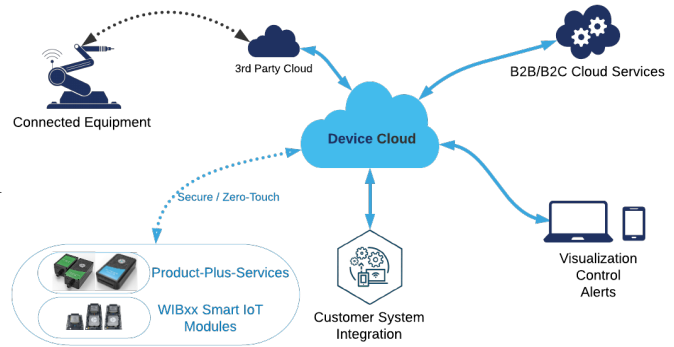 3rd Party Cloud
B2B/B2C Cloud Services
Connected Equipment
Device Cloud
Secure / Zero-Touch
Product-Plus-Services
WIBxx Smart IoT
Modules
Customer System
Integration
Visualization
Control
Alerts